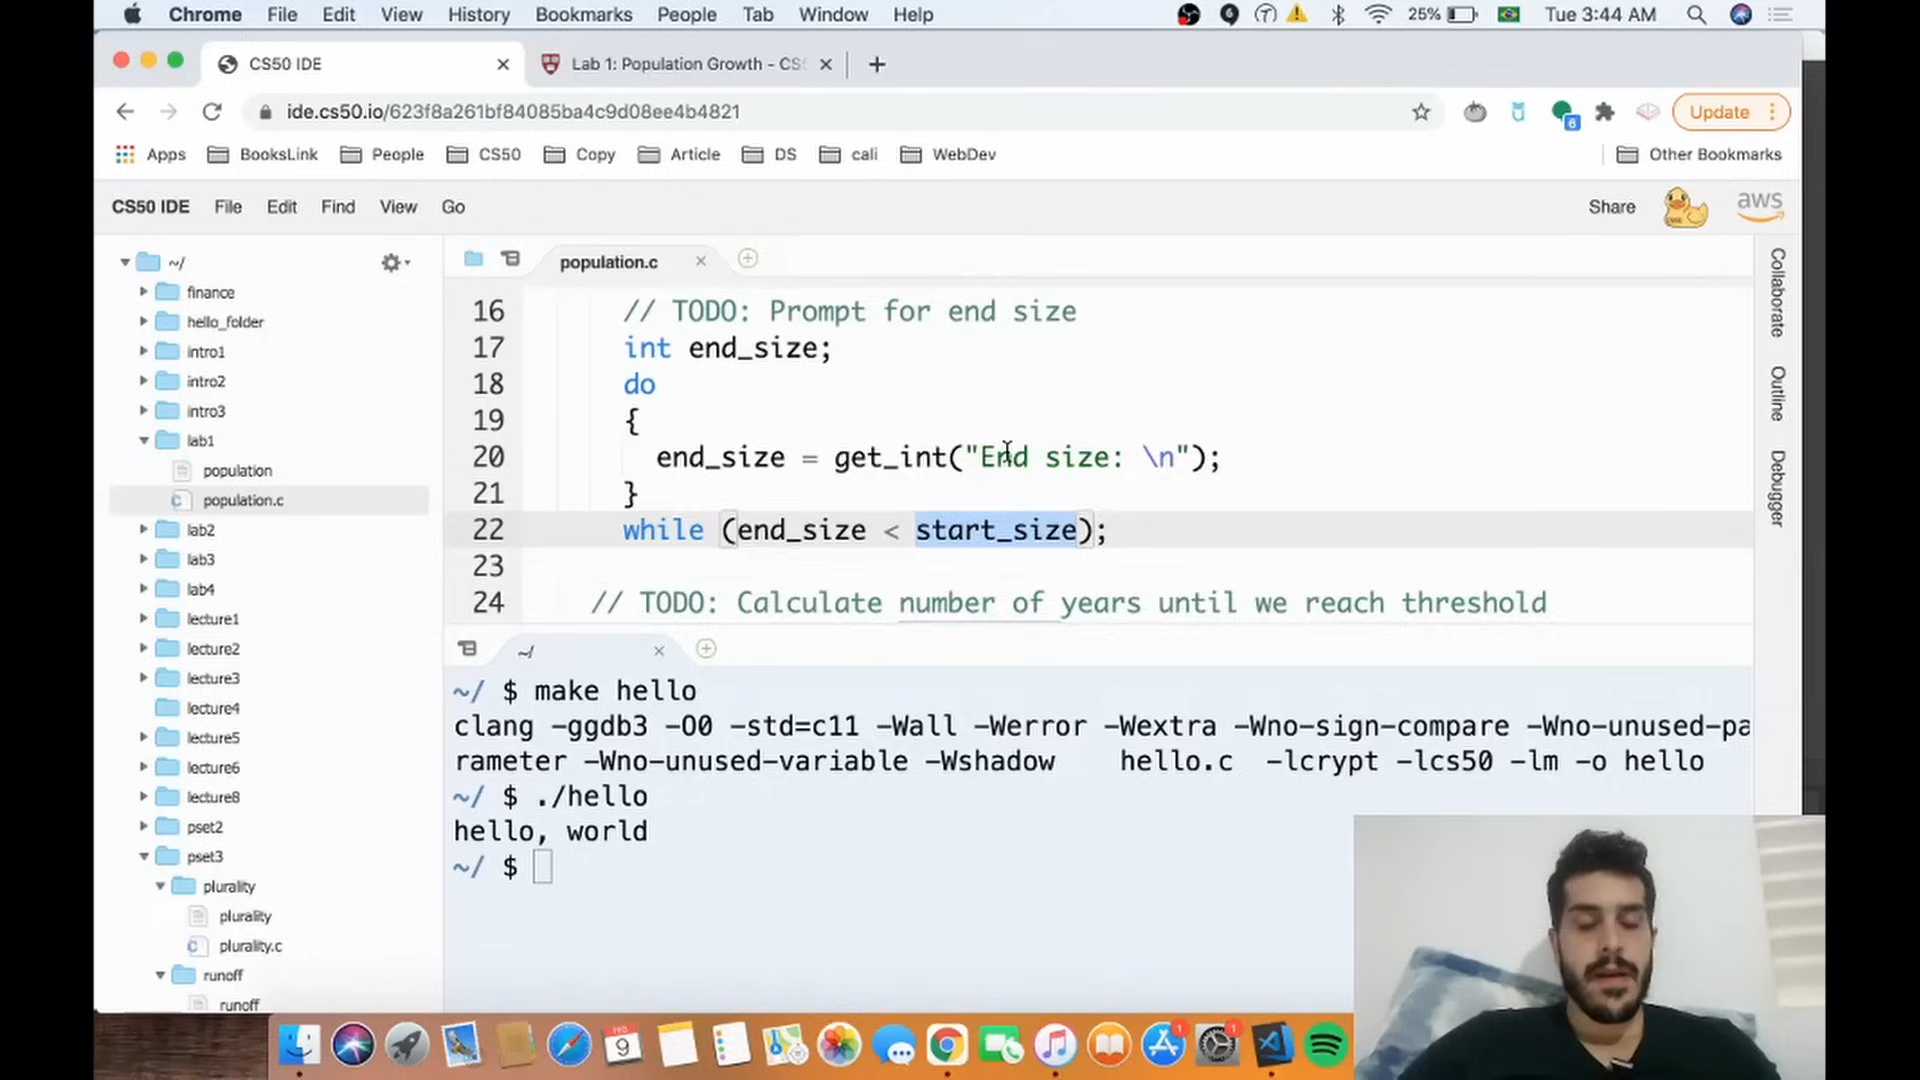 Chrome File Edit View History Bookmarks People Tab Window Help 25% Tue 3:44 AM
CS50 IDE Lab 1: Population Growth - CS5
ide.cs50.io/623f8a261bf84085ba4c9d08ee4b4821 6 Update
Apps BooksLink People CS50 Copy Article DS cali WebDev Other Bookmarks
CS50 IDE File Edit Find View Go Share aws
~/
finance
hello_folder
intro1
intro2
intro3
lab1
population
population.c
lab2
lab3
lab4
lecture1
lecture2
lecture3
lecture4
lecture5
lecture6
lecture8
pset2
pset3
plurality
plurality
plurality.c
runoff
runoff
population.c
16 // TODO: Prompt for end size
17 int end_size;
18 do
19 {
20 end_size = get_int("End size: \n");
21 }
22 while (end_size < start_size);
23
24 // TODO: Calculate number of years until we reach threshold
~/
~/ $ make hello
clang -ggdb3 -O0 -std=c11 -Wall -Werror -Wextra -Wno-sign-compare -Wno-unused-pa
rameter -Wno-unused-variable -Wshadow hello.c -lcrypt -lcs50 -lm -o hello
~/ $ ./hello
hello, world
~/ $
Collaborate
Outline
Debugger
9
1
1